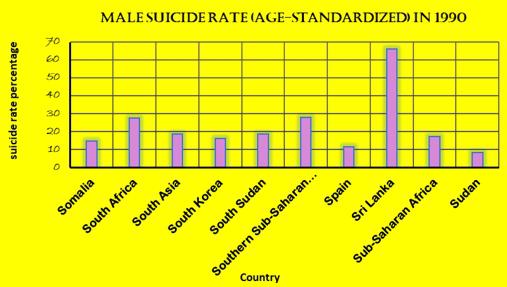 MALE SUICIDE RATE (AGE-STANDARDIZED) IN 1990
suicide rate percentage
70
60
50
40
30
20
10
0
Somalia
South Africa
South Asia
South Korea
South Sudan
Southern Sub-Saharan...
Spain
Sri Lanka
Sub-Saharan Africa
Sudan
Country